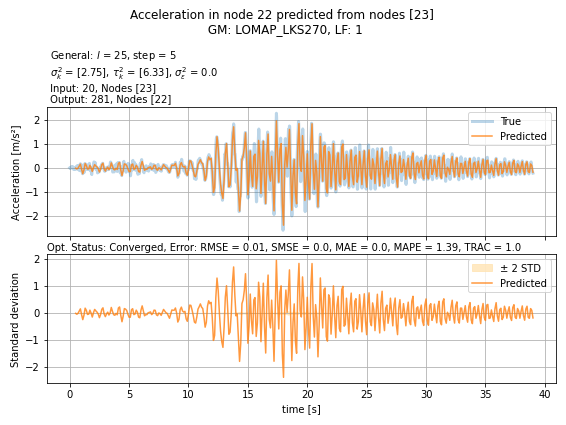 Acceleration in node 22 predicted from nodes [23]
GM: LOMAP_LKS270, LF: 1
General: l = 25, step = 5
σ²ₖ = [2.75], τ²ₖ = [6.33], σ²ε = 0.0
Input: 20, Nodes [23]
Output: 281, Nodes [22]
True
Predicted
Acceleration [m/s²]
2
1
0
−1
−2
Opt. Status: Converged, Error: RMSE = 0.01, SMSE = 0.0, MAE = 0.0, MAPE = 1.39, TRAC = 1.0
± 2 STD
Predicted
Standard deviation
2
1
0
−1
−2
0 5 10 15 20 25 30 35 40
time [s]